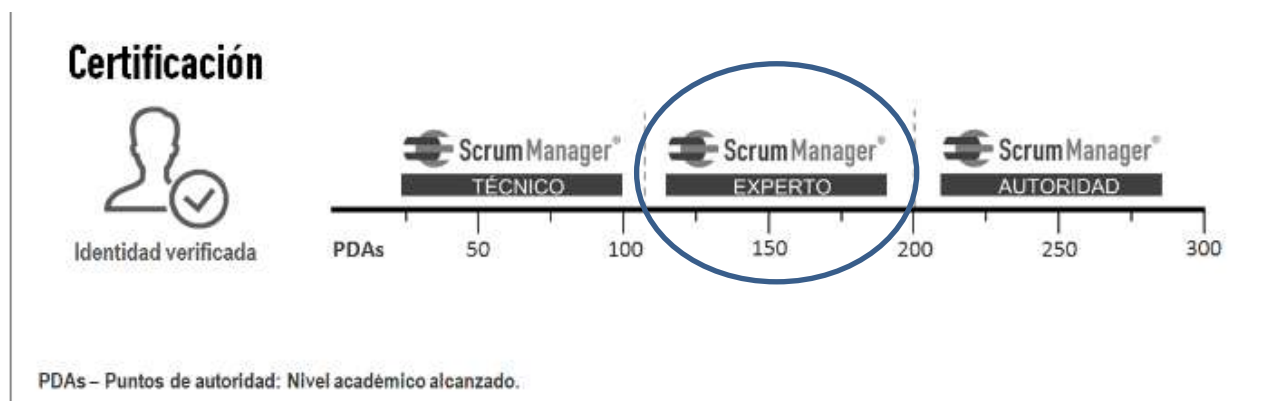 Certificación
ScrumManager® ScrumManager® ScrumManager®
TÉCNICO EXPERTO AUTORIDAD
Identidad verificada
PDAs 50 100 150 200 250 300
PDAs – Puntos de autoridad: Nivel académico alcanzado.